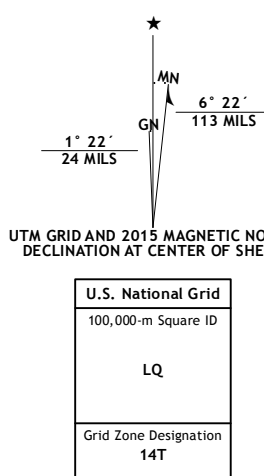 ★
MN
GN
6° 22´
113 MILS
1° 22´
24 MILS
UTM GRID AND 2015 MAGNETIC NO
DECLINATION AT CENTER OF SHE
U.S. National Grid
100,000-m Square ID
LQ
Grid Zone Designation
14T